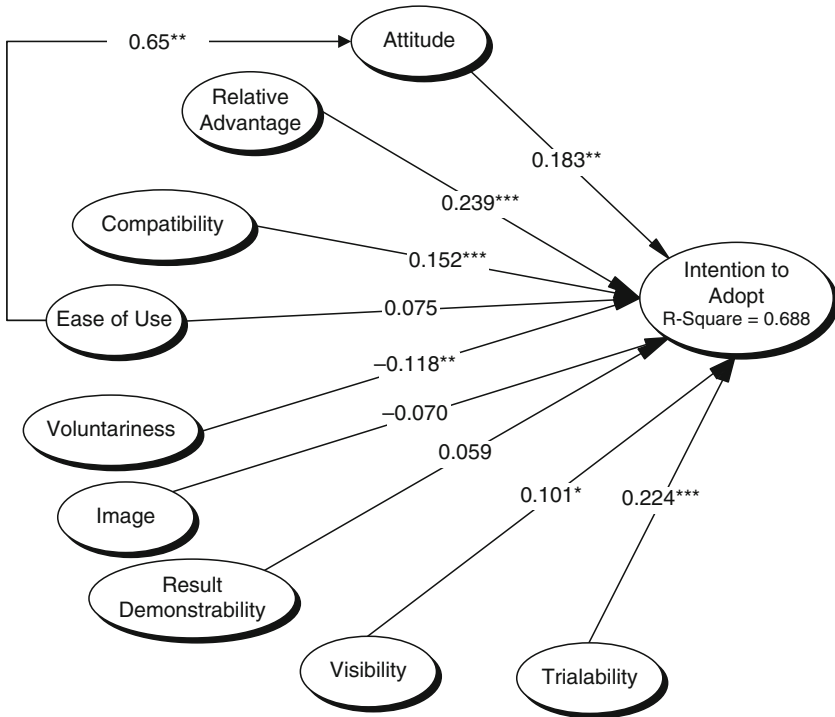 0.65**
Attitude
Relative
Advantage
0.183**
0.239***
Compatibility
0.152***
Intention to
Adopt
R-Square = 0.688
Ease of Use
0.075
–0.118**
Voluntariness
–0.070
0.059
Image
0.101*
0.224***
Result
Demonstrability
Visibility
Trialability